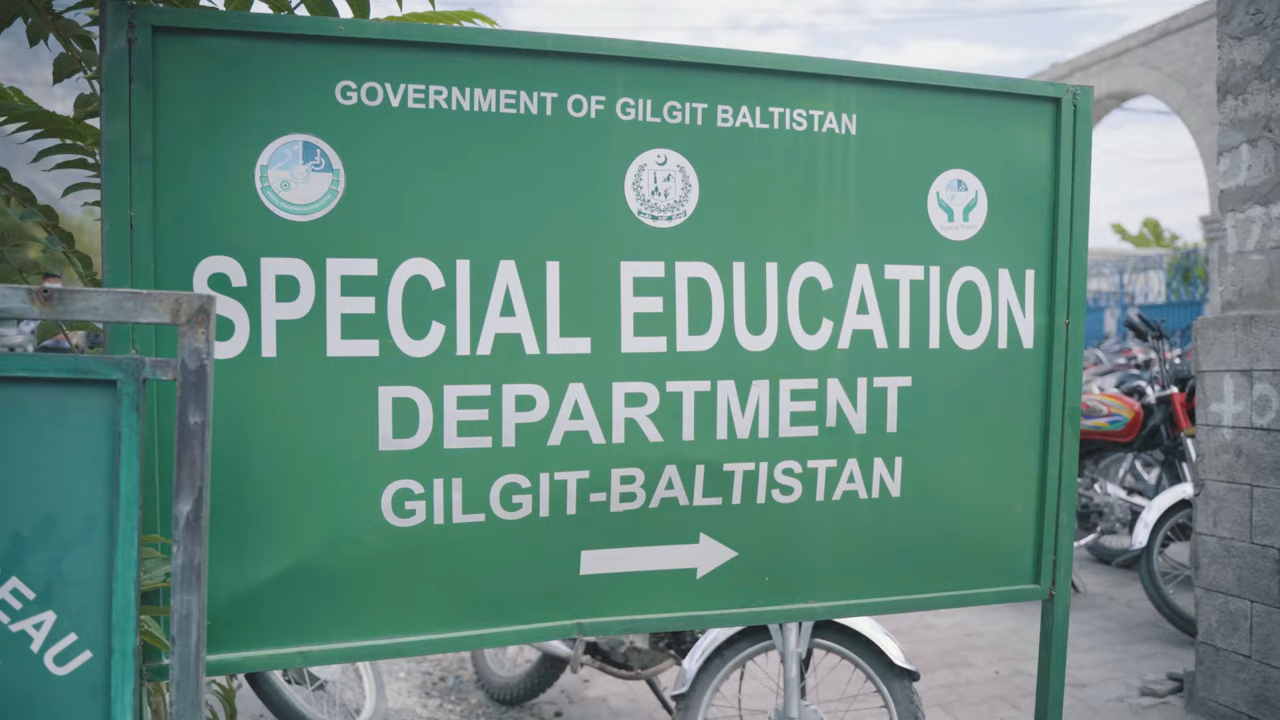 GOVERNMENT OF GILGIT BALTISTAN
SPECIAL EDUCATION
DEPARTMENT
GILGIT-BALTISTAN
EAU